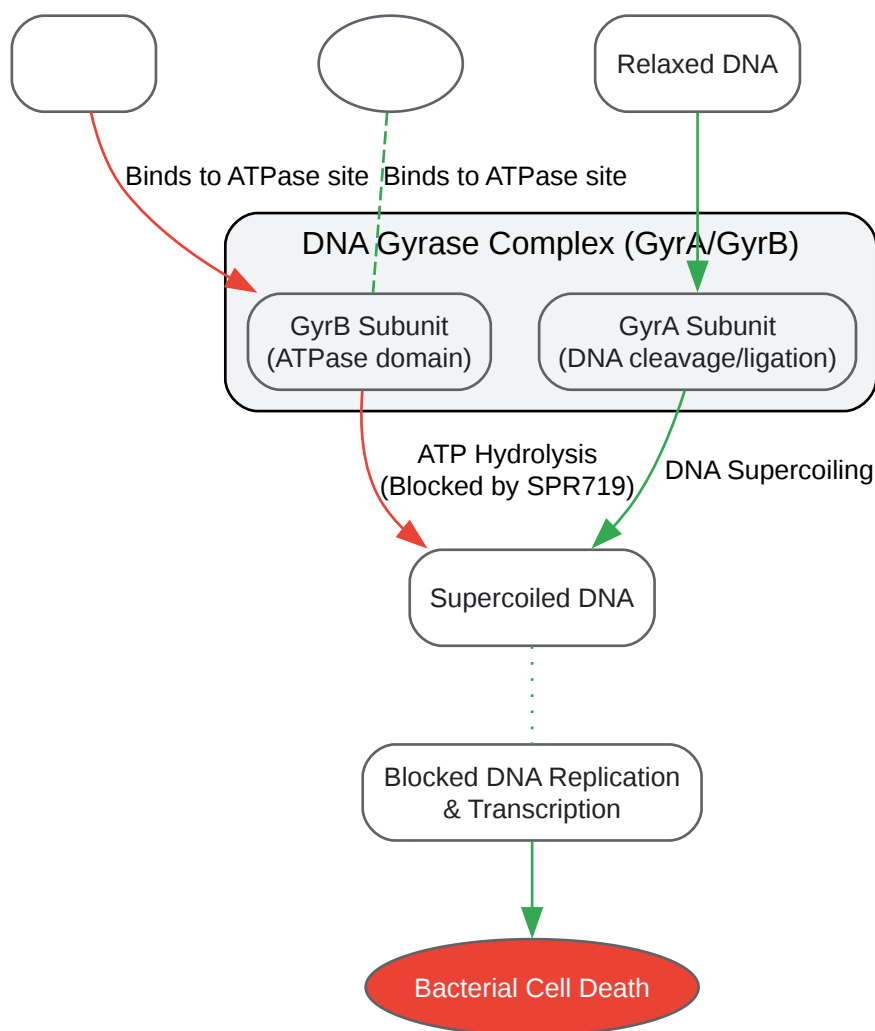 Relaxed DNA
Binds to ATPase site
Binds to ATPase site
DNA Gyrase Complex (GyrA/GyrB)
GyrB Subunit
(ATPase domain)
GyrA Subunit
(DNA cleavage/ligation)
ATP Hydrolysis
(Blocked by SPR719)
DNA Supercoiling
Supercoiled DNA
Blocked DNA Replication
& Transcription
Bacterial Cell Death